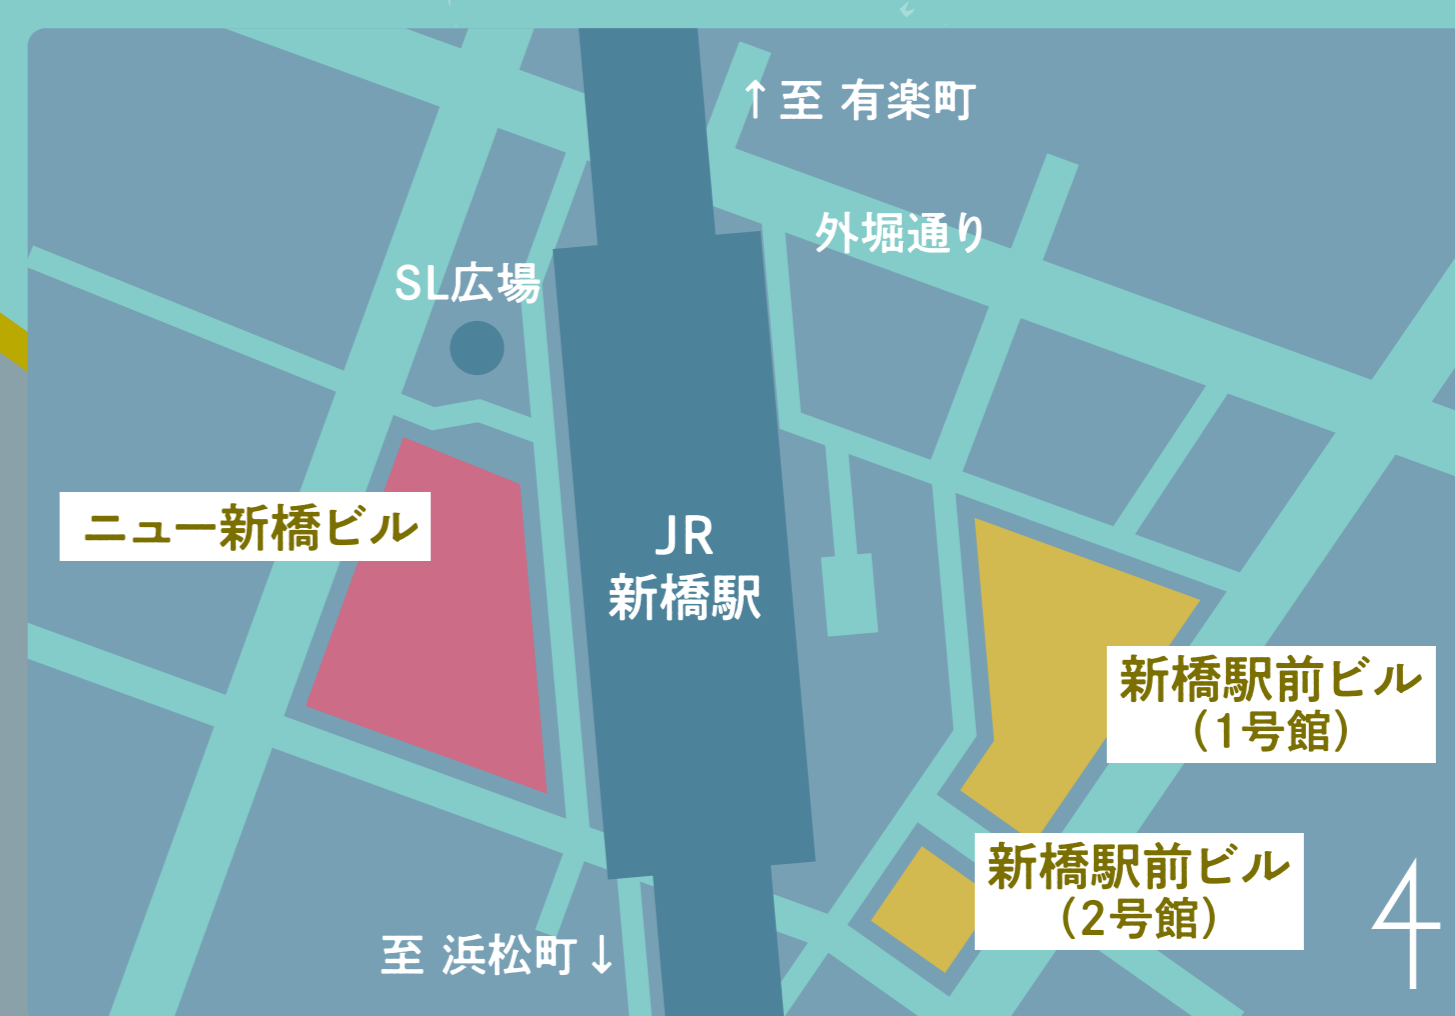 ↑至 有楽町
外堀通り
SL広場
ニュー新橋ビル
JR
新橋駅
新橋駅前ビル
(1号館)
新橋駅前ビル
(2号館)
至 浜松町↓